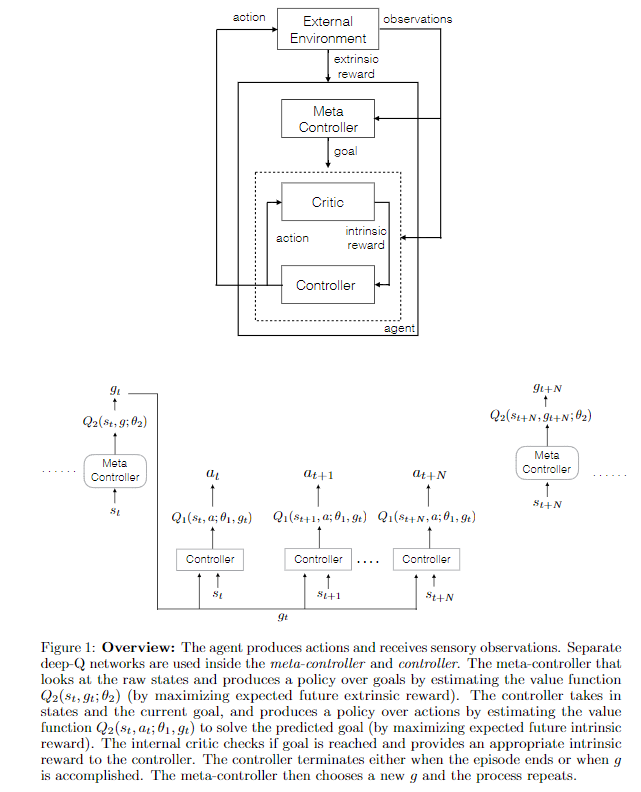 action
External
Environment
observations
extrinsic
reward
Meta
Controller
goal
Critic
action
intrinsic
reward
Controller
agent
g_t
Q_2(s_t, g; θ_2)
Meta
Controller
s_t
......
a_t
Q_1(s_t, a; θ_1, g_t)
Controller
s_t
a_{t+1}
Q_1(s_{t+1}, a; θ_1, g_t)
Controller
s_{t+1}
....
a_{t+N}
Q_1(s_{t+N}, a; θ_1, g_t)
Controller
s_{t+N}
g_t
g_{t+N}
Q_2(s_{t+N}, g_{t+N}; θ_2)
Meta
Controller
s_{t+N}
......
Figure 1: Overview: The agent produces actions and receives sensory observations. Separate
deep-Q networks are used inside the meta-controller and controller. The meta-controller that
looks at the raw states and produces a policy over goals by estimating the value function
Q_2(s_t, g_t; θ_2) (by maximizing expected future extrinsic reward). The controller takes in
states and the current goal, and produces a policy over actions by estimating the value
function Q_2(s_t, a_t; θ_1, g_t) to solve the predicted goal (by maximizing expected future intrinsic
reward). The internal critic checks if goal is reached and provides an appropriate intrinsic
reward to the controller. The controller terminates either when the episode ends or when g
is accomplished. The meta-controller then chooses a new g and the process repeats.